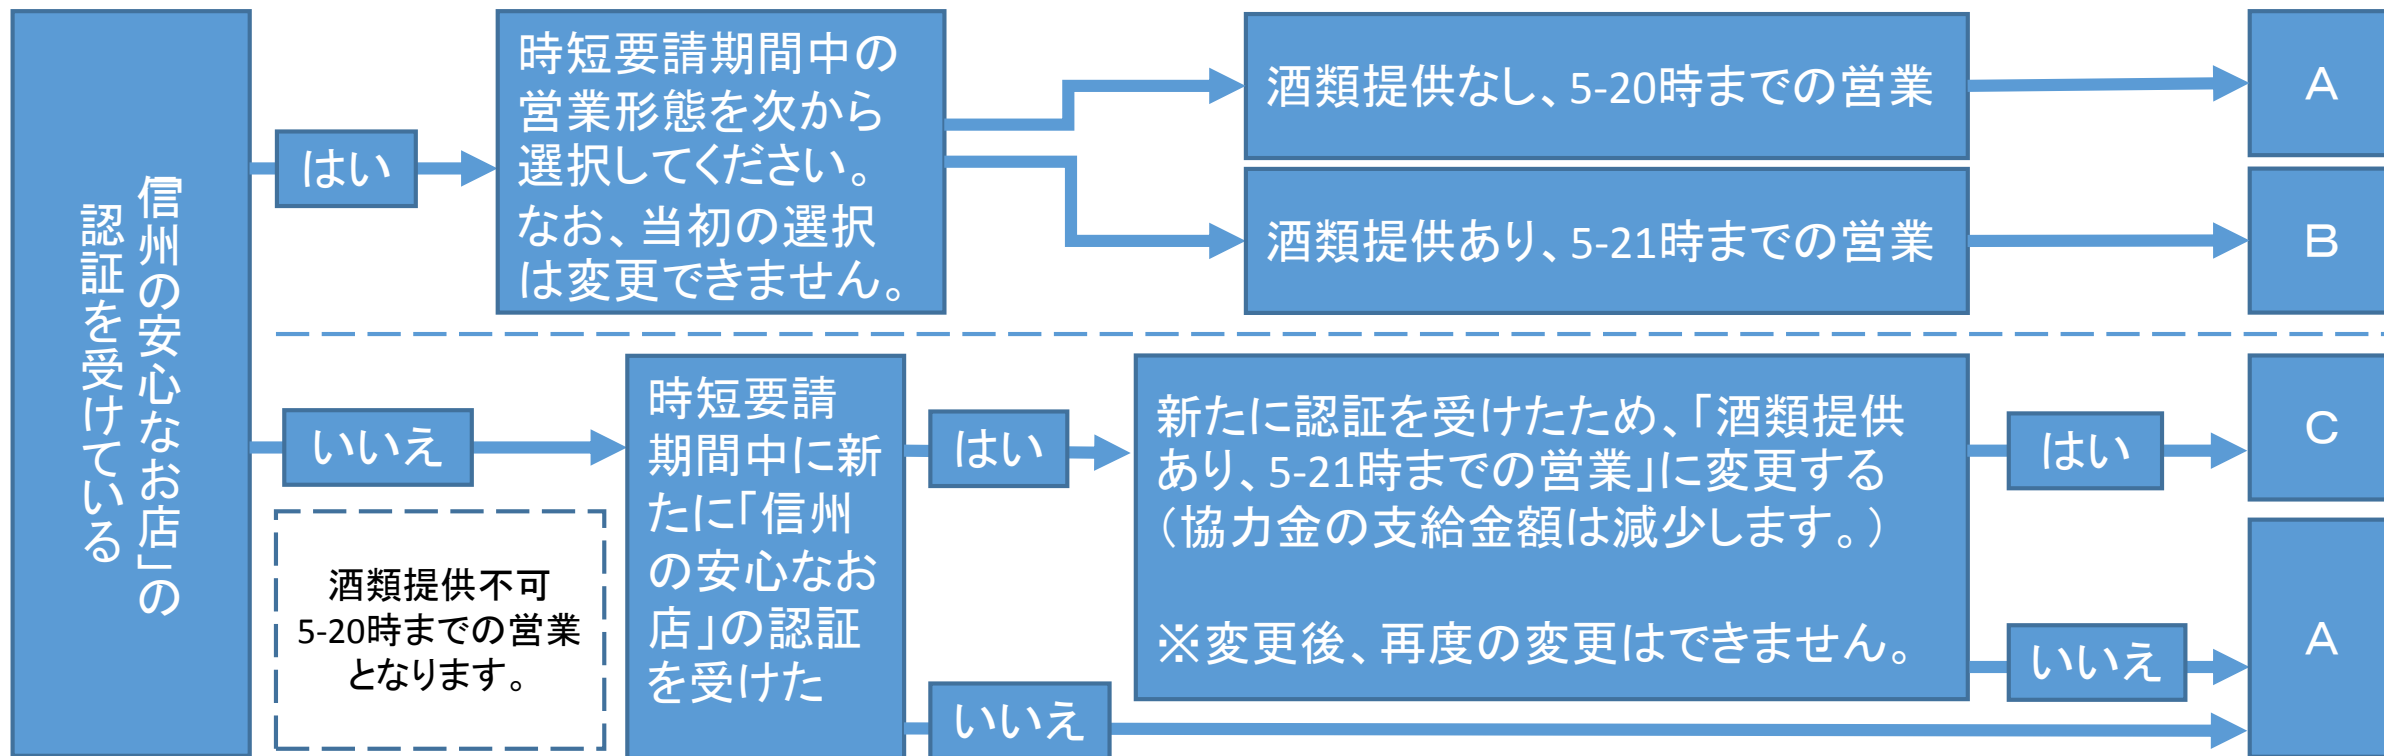 「信州の安心なお店」の
認証を受けている
はい
時短要請期間中の
営業形態を次から
選択してください。
なお、当初の選択
は変更できません。
酒類提供なし、5-20時までの営業
A
酒類提供あり、5-21時までの営業
B
いいえ
酒類提供不可
5-20時までの営業
となります。
時短要請
期間中に新
たに「信州
の安心なお
店」の認証
を受けた
はい
新たに認証を受けたため、「酒類提供
あり、5-21時までの営業」に変更する
（協力金の支給金額は減少します。）
※変更後、再度の変更はできません。
はい
C
いいえ
A
いいえ